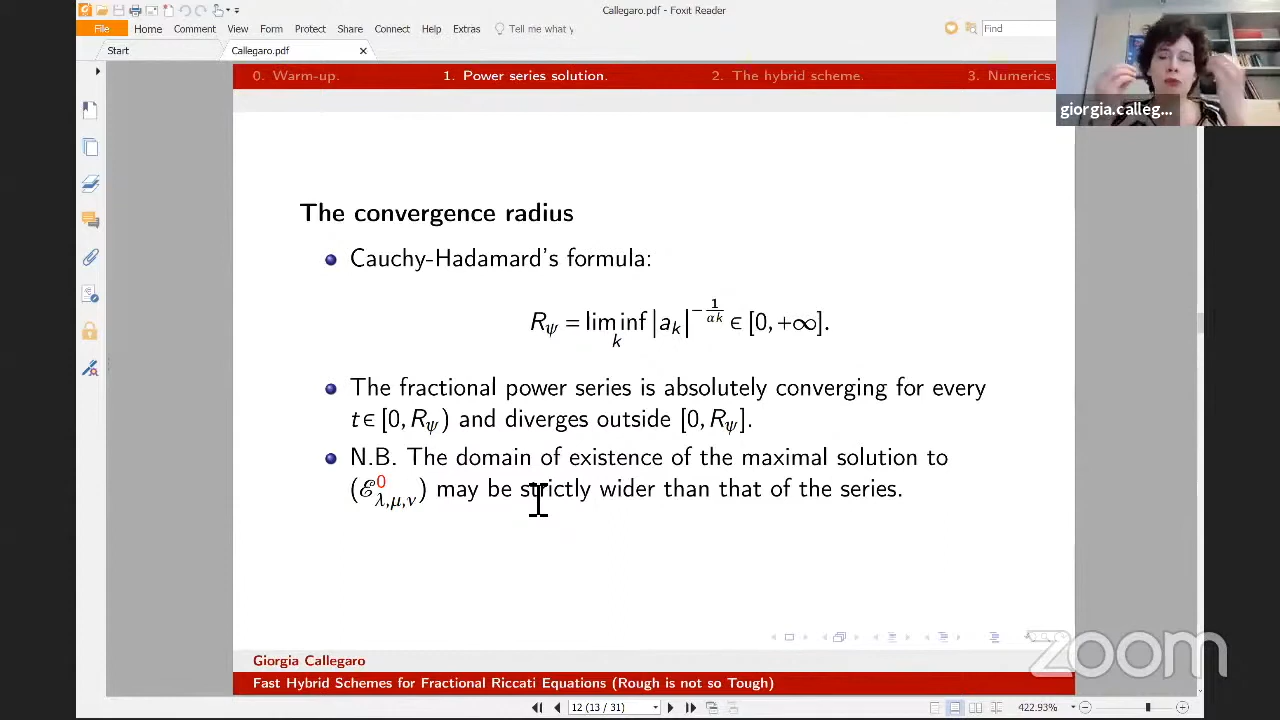 Callegaro.pdf - Foxit Reader
File Home Comment View Form Protect Share Connect Help Extras Tell me what y Find
Start Callegaro.pdf
0. Warm-up. 1. Power series solution. 2. The hybrid scheme. 3. Numerics.
giorgia.calleg...
The convergence radius
Cauchy-Hadamard's formula:
R_ψ = lim inf_k |a_k|^{-1/(αk)} ∈ [0, +∞].
The fractional power series is absolutely converging for every
t ∈ [0, R_ψ) and diverges outside [0, R_ψ].
N.B. The domain of existence of the maximal solution to
(ℰ^0_{λ,μ,ν}) may be strictly wider than that of the series.
zoom
Giorgia Callegaro
Fast Hybrid Schemes for Fractional Riccati Equations (Rough is not so Tough)
12 (13 / 31) 422.93%